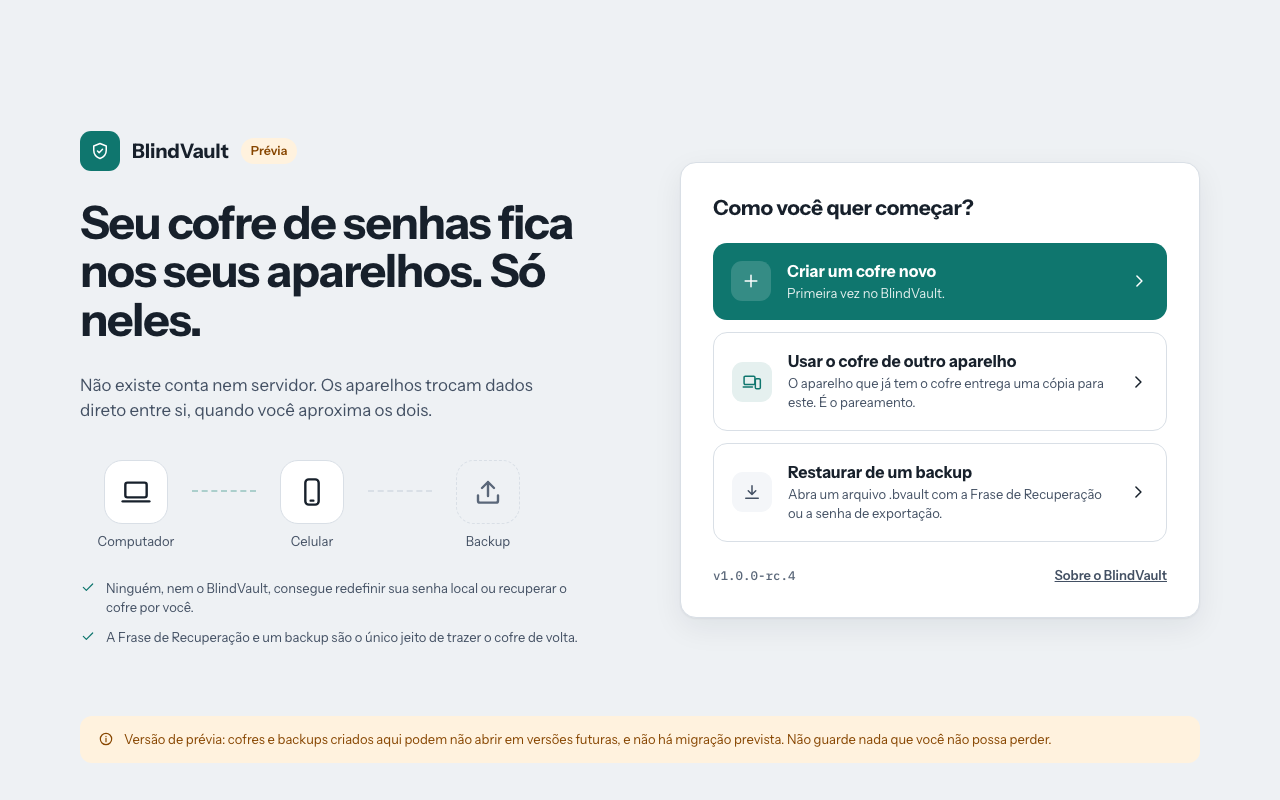 BlindVault
Prévia
Seu cofre de senhas fica
nos seus aparelhos. Só
neles.
Não existe conta nem servidor. Os aparelhos trocam dados
direto entre si, quando você aproxima os dois.
Computador
Celular
Backup
Ninguém, nem o BlindVault, consegue redefinir sua senha local ou recuperar o
cofre por você.
A Frase de Recuperação e um backup são o único jeito de trazer o cofre de volta.
Como você quer começar?
Criar um cofre novo
Primeira vez no BlindVault.
Usar o cofre de outro aparelho
O aparelho que já tem o cofre entrega uma cópia para
este. É o pareamento.
Restaurar de um backup
Abra um arquivo .bvault com a Frase de Recuperação
ou a senha de exportação.
v1.0.0-rc.4
Sobre o BlindVault
Versão de prévia: cofres e backups criados aqui podem não abrir em versões futuras, e não há migração prevista. Não guarde nada que você não possa perder.